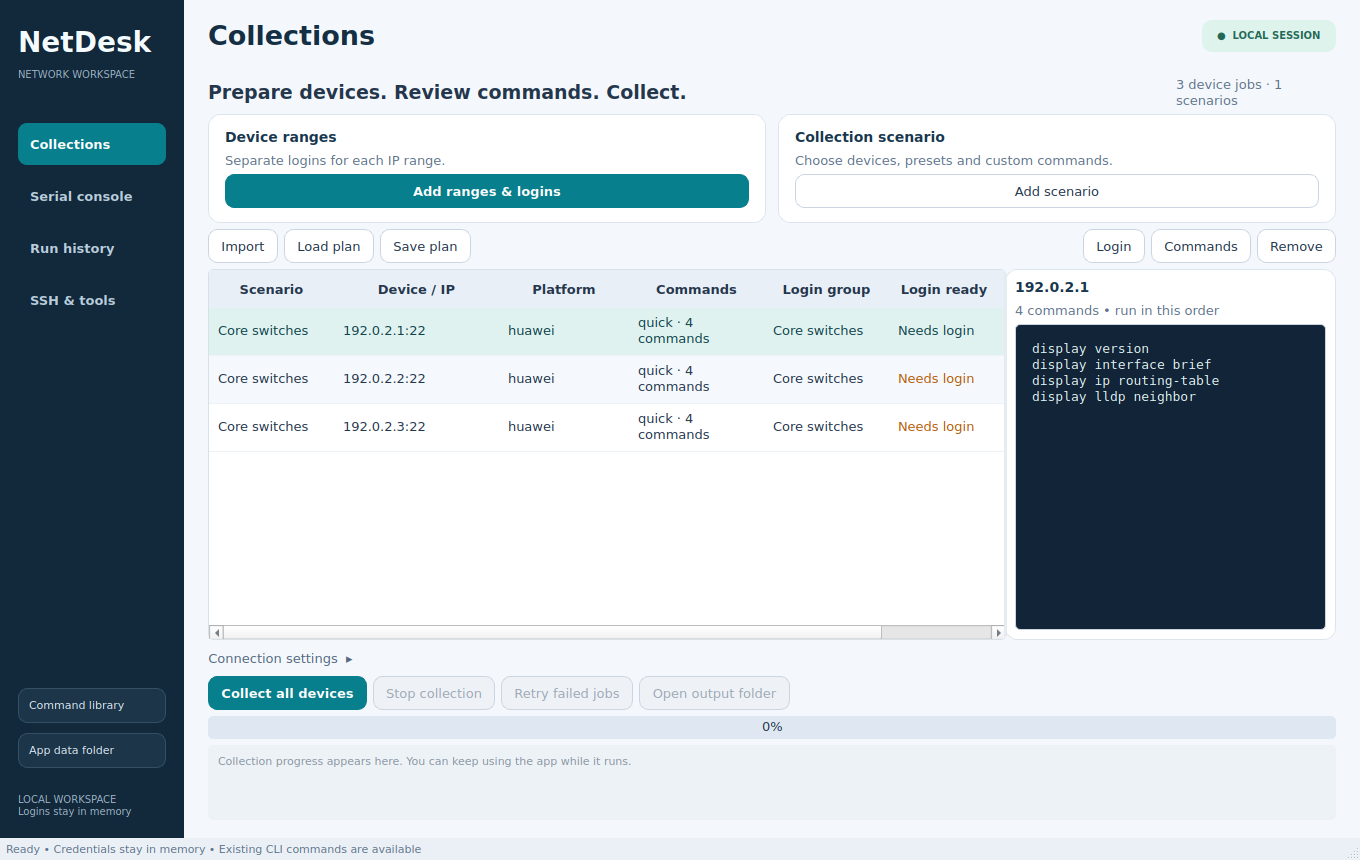 NetDesk
NETWORK WORKSPACE
Collections
Serial console
Run history
SSH & tools
Command library
App data folder
LOCAL WORKSPACE
Logins stay in memory
Collections
● LOCAL SESSION
Prepare devices. Review commands. Collect.
3 device jobs · 1
scenarios
Device ranges
Separate logins for each IP range.
Add ranges & logins
Collection scenario
Choose devices, presets and custom commands.
Add scenario
Import Load plan Save plan
Login Commands Remove
Scenario Device / IP Platform Commands Login group Login ready
Core switches 192.0.2.1:22 huawei quick · 4 commands Core switches Needs login
Core switches 192.0.2.2:22 huawei quick · 4 commands Core switches Needs login
Core switches 192.0.2.3:22 huawei quick · 4 commands Core switches Needs login
192.0.2.1
4 commands • run in this order
display version
display interface brief
display ip routing-table
display lldp neighbor
Connection settings ▸
Collect all devices Stop collection Retry failed jobs Open output folder
0%
Collection progress appears here. You can keep using the app while it runs.
Ready • Credentials stay in memory • Existing CLI commands are available